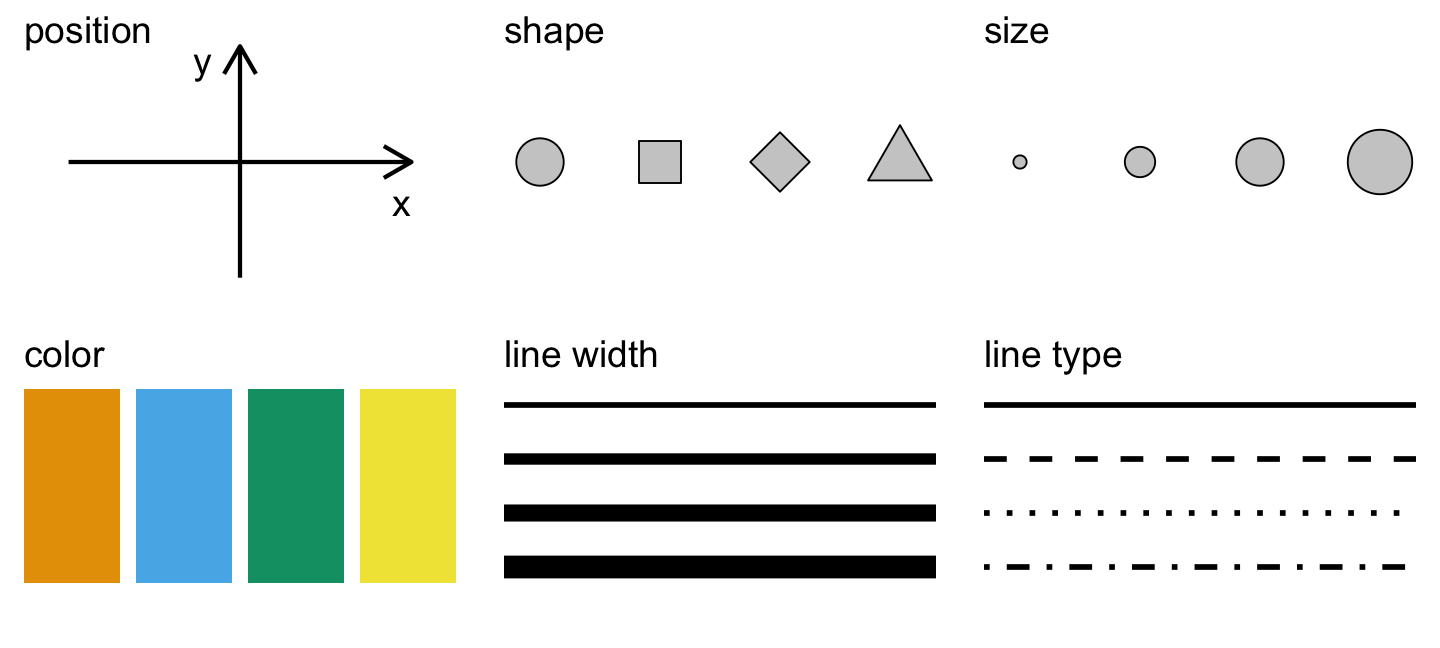 position
y
x
shape
size
color
line width
line type